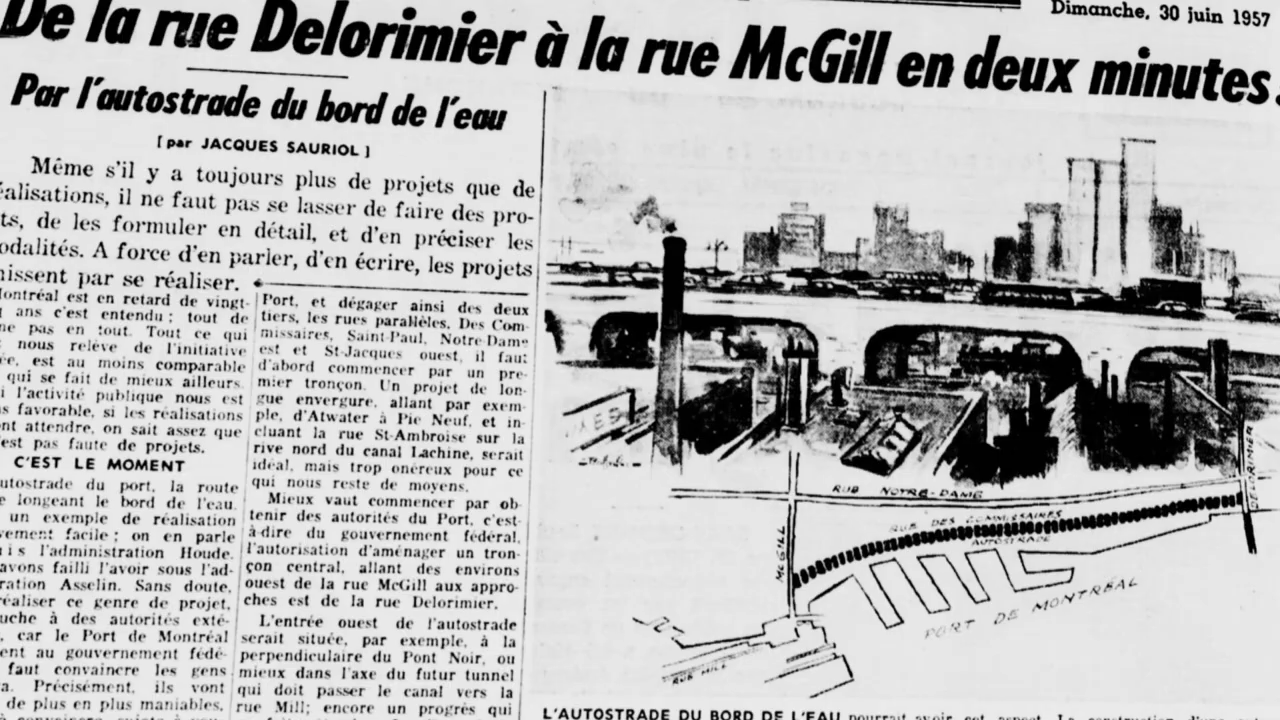 Dimanche, 30 juin 1957
De la rue Delorimier à la rue McGill en deux minutes
Par l'autostrade du bord de l'eau
[par JACQUES SAURIOL]
Même s'il y a toujours plus de projets que de
éalisations, il ne faut pas se lasser de faire des pro-
ts, de les formuler en détail, et d'en préciser les
odalités. A force d'en parler, d'en écrire, les projets
nissent par se réaliser.
Montréal est en retard de vingt-
ans c'est entendu; tout de
ne pas en tout. Tout ce qui
nous relève de l'initiative
ée, est au moins comparable
qui se fait de mieux ailleurs.
i l'activité publique nous est
s favorable, si les réalisations
nt attendre, on sait assez que
'est pas faute de projets.
C'EST LE MOMENT
autostrade du port, la route
e longeant le bord de l'eau.
un exemple de réalisation
vement facile; on en parle
is l'administration Houde.
avons failli l'avoir sous l'ad-
ration Asselin. Sans doute,
réaliser ce genre de projet,
uche à des autorités exté-
, car le Port de Montréal
ent au gouvernement fédé-
faut convaincre les gens
a. Précisément, ils vont
de plus en plus maniables.
Port, et dégager ainsi des deux
tiers, les rues parallèles. Des Com-
missaires, Saint-Paul, Notre-Dame
est et St-Jacques ouest, il faut
d'abord commencer par un pre-
mier tronçon. Un projet de lon-
gue envergure, allant par exem-
ple, d'Atwater à Pie Neuf, et in-
cluant la rue St-Ambroise sur la
rive nord du canal Lachine, serait
idéal, mais trop onéreux pour ce
qui nous reste de moyens.
Mieux vaut commencer par ob-
tenir des autorités du Port, c'est-
à-dire du gouvernement fédéral,
l'autorisation d'aménager un tron-
çon central, allant des environs
ouest de la rue McGill aux appro-
ches est de la rue Delorimier.
L'entrée ouest de l'autostrade
serait située, par exemple, à la
perpendiculaire du Pont Noir, ou
mieux dans l'axe du futur tunnel
qui doit passer le canal vers la
rue Mill; encore un progrès qui
RUE NOTRE-DAME
RUE DES COMMISSAIRES
AUTOSTRADE
McGILL
DELORIMIER
PORT DE MONTRÉAL
RUE MILL
L'AUTOSTRADE DU BORD DE L'EAU pourrait avoir cet aspect. La construction d'une